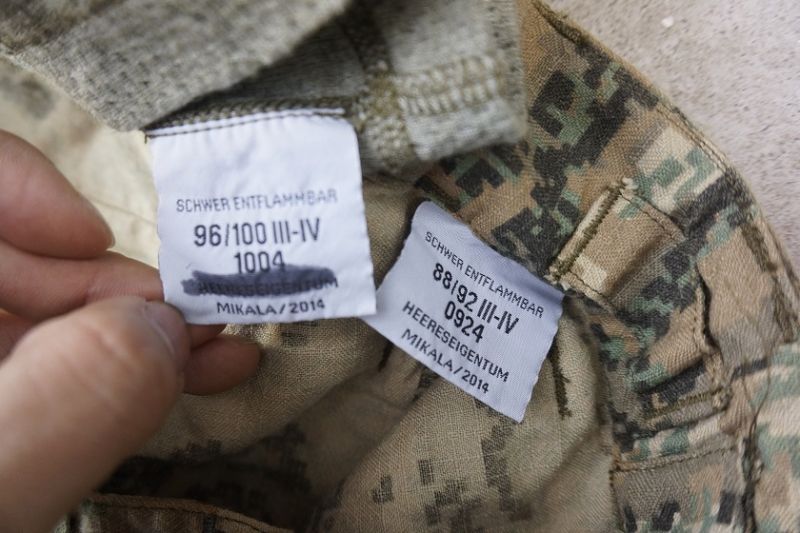 SCHWER ENTFLAMMBAR
96/100 III-IV
1004
HEERESEIGENTUM
MIKALA/2014
SCHWER ENTFLAMMBAR
88/92 III-IV
0924
HEERESEIGENTUM
MIKALA/2014